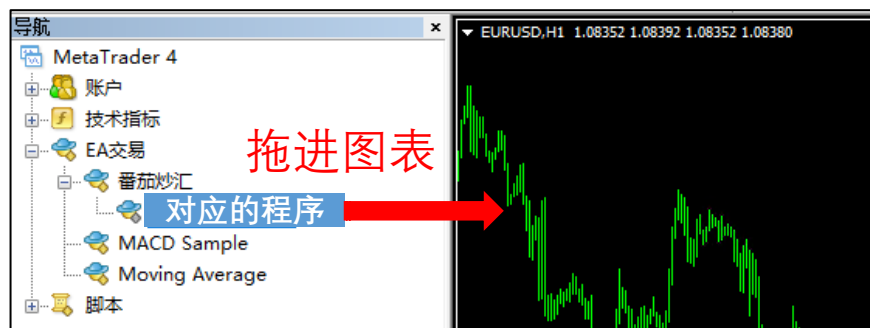 导航
MetaTrader 4
账户
技术指标
EA交易
番茄炒汇
对应的程序
MACD Sample
Moving Average
脚本
拖进图表
EURUSD,H1 1.08352 1.08392 1.08352 1.08380